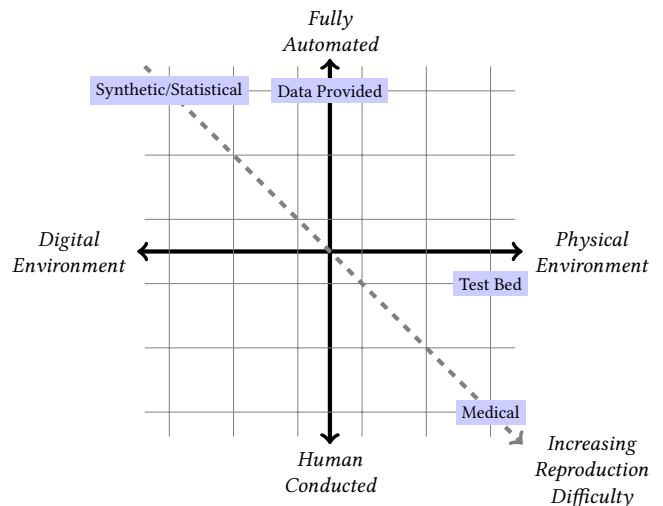 Fully
Automated
Synthetic/Statistical
Data Provided
Digital
Environment
Physical
Environment
Test Bed
Medical
Human
Conducted
Increasing
Reproduction
Difficulty